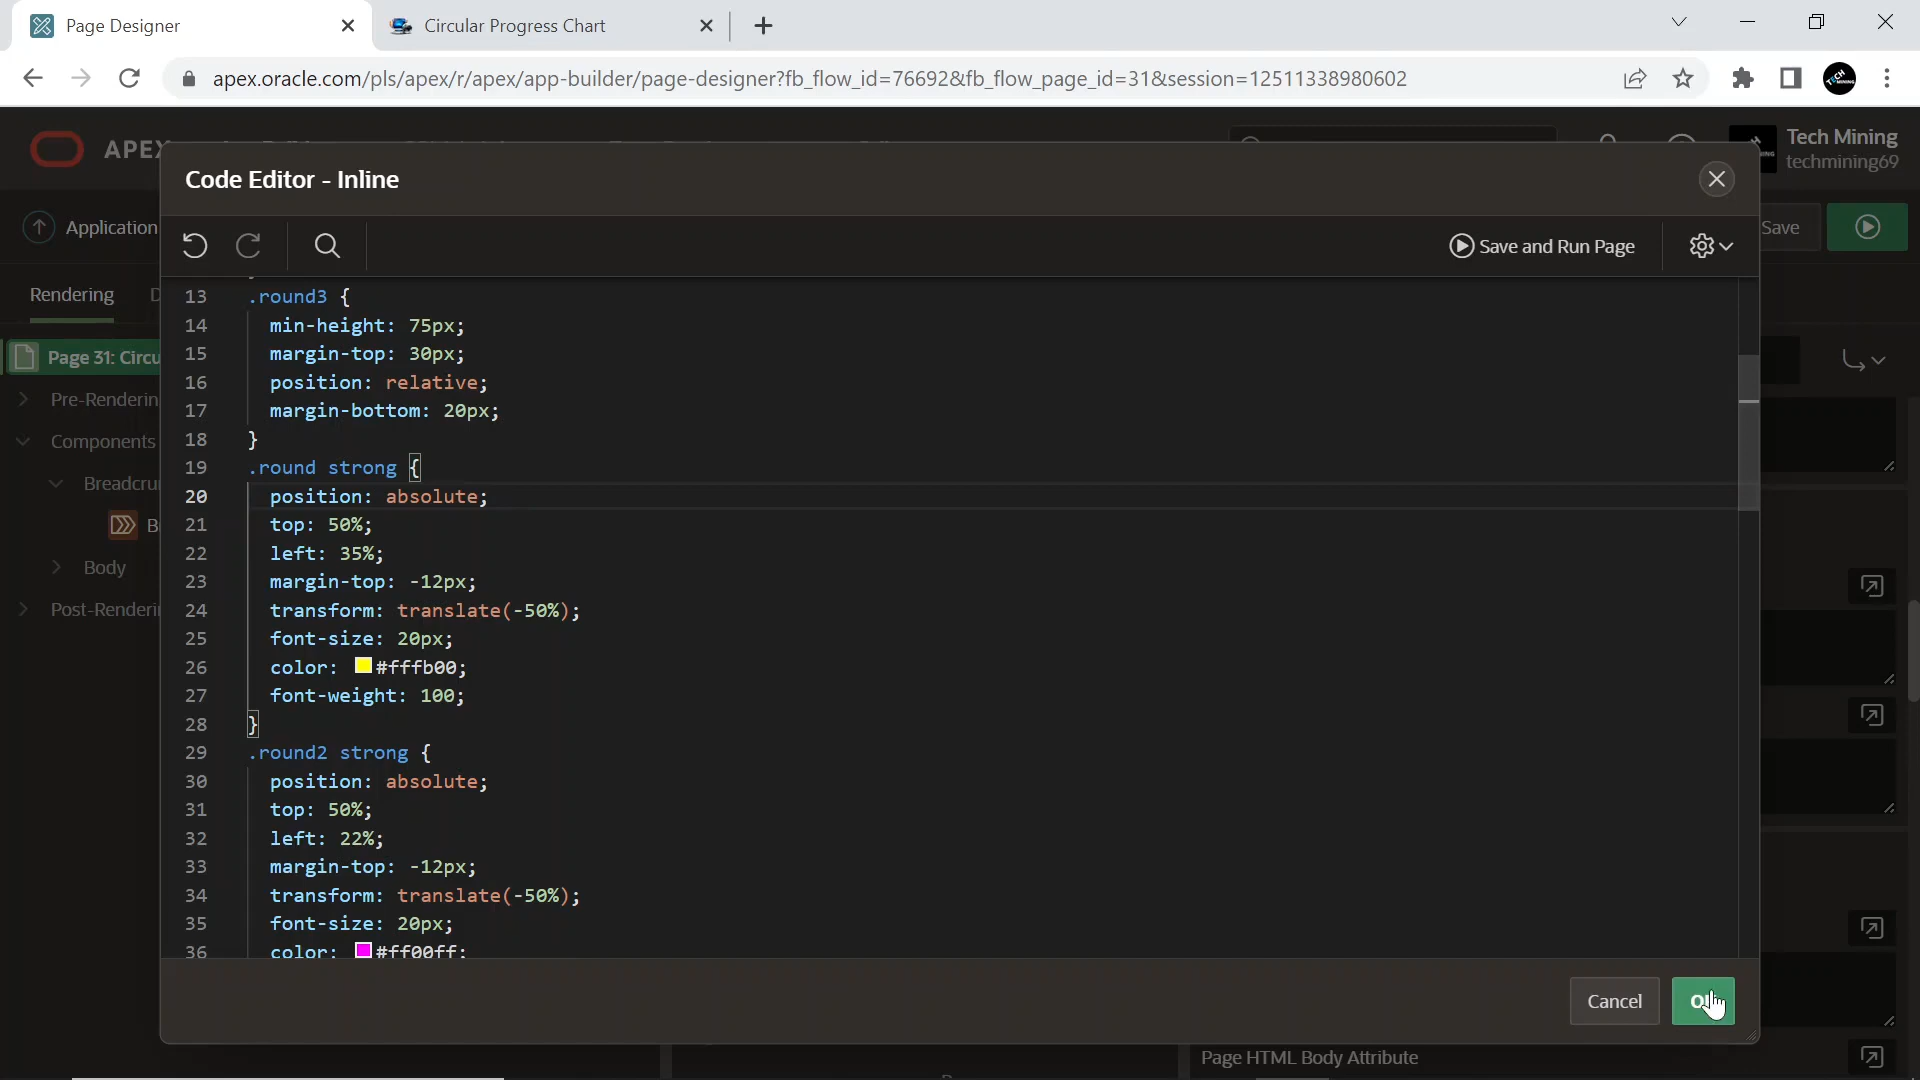 Page Designer
Circular Progress Chart
apex.oracle.com/pls/apex/r/apex/app-builder/page-designer?fb_flow_id=76692&fb_flow_page_id=31&session=12511338980602
APEX
Tech Mining
techmining69
Code Editor - Inline
Application
Save
Save and Run Page
Rendering
Page 31: Circu
Pre-Renderin
Components
Breadcru
B
Body
Post-Renderi
13 .round3 {
14 min-height: 75px;
15 margin-top: 30px;
16 position: relative;
17 margin-bottom: 20px;
18 }
19 .round strong {
20 position: absolute;
21 top: 50%;
22 left: 35%;
23 margin-top: -12px;
24 transform: translate(-50%);
25 font-size: 20px;
26 color: #fffb00;
27 font-weight: 100;
28 }
29 .round2 strong {
30 position: absolute;
31 top: 50%;
32 left: 22%;
33 margin-top: -12px;
34 transform: translate(-50%);
35 font-size: 20px;
36 color: #ff00ff;
Cancel
Page HTML Body Attribute